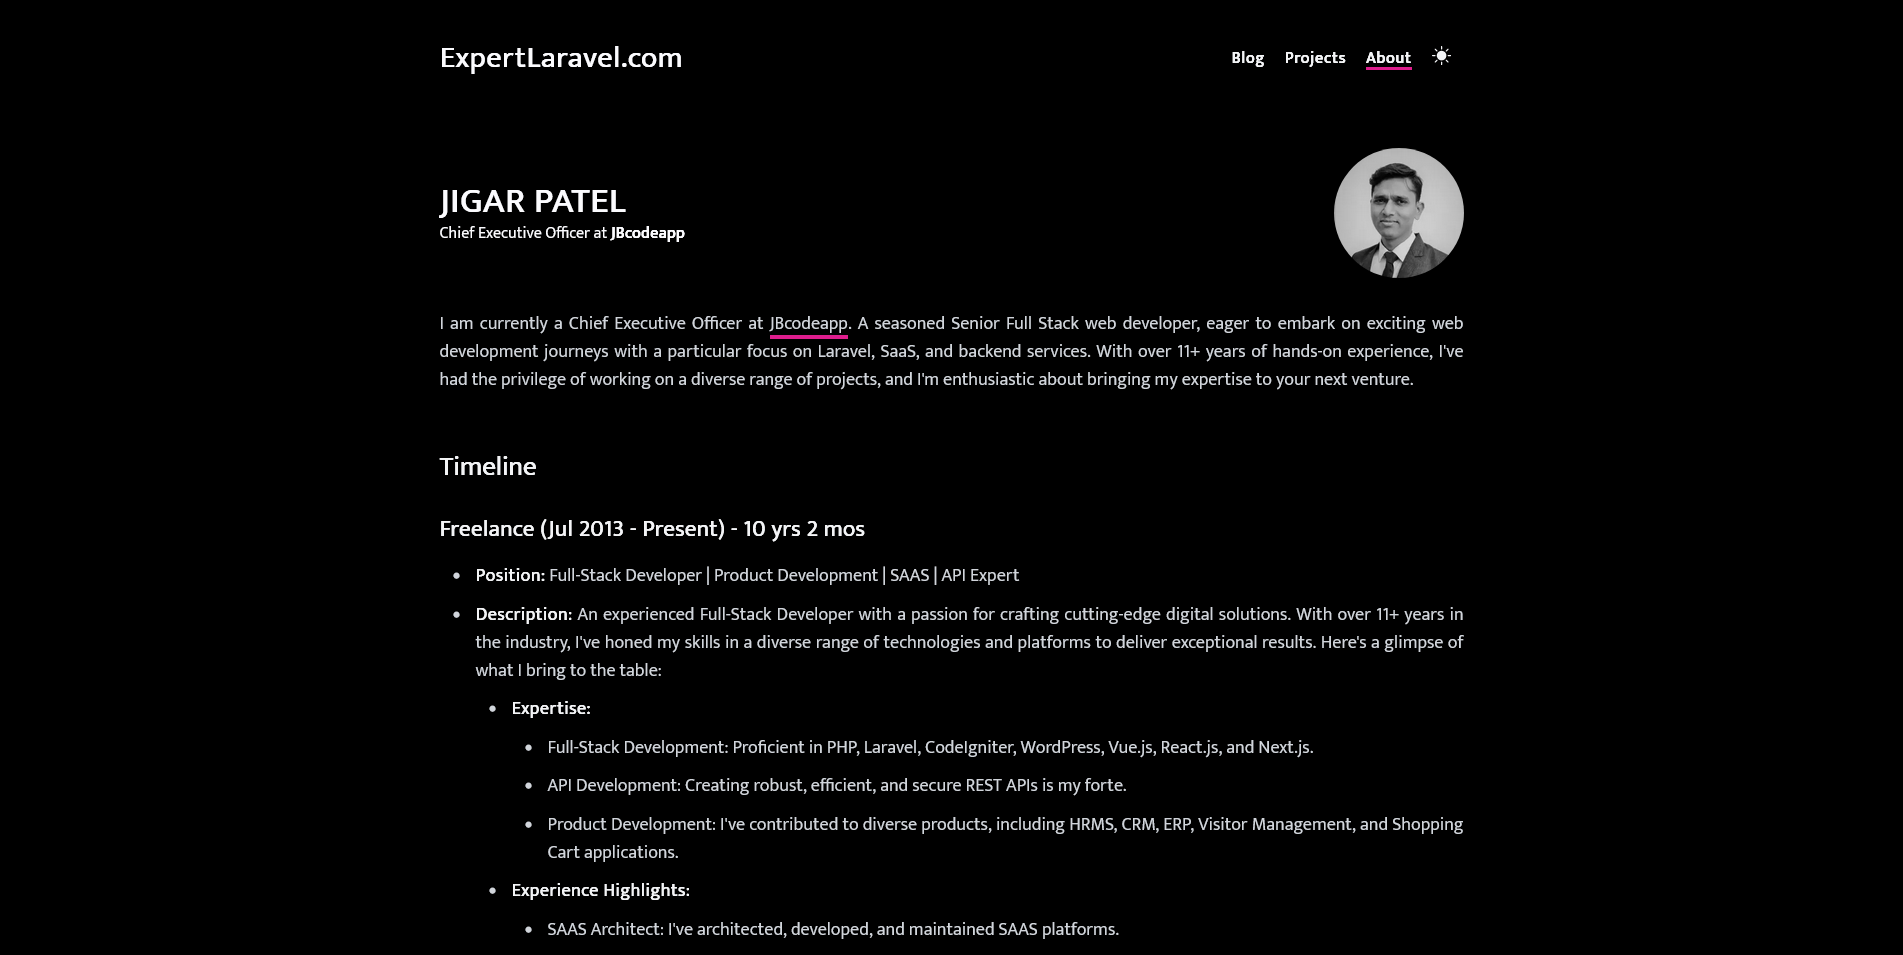 ExpertLaravel.com
Blog Projects About
JIGAR PATEL
Chief Executive Officer at JBcodeapp
I am currently a Chief Executive Officer at JBcodeapp. A seasoned Senior Full Stack web developer, eager to embark on exciting web
development journeys with a particular focus on Laravel, SaaS, and backend services. With over 11+ years of hands-on experience, I've
had the privilege of working on a diverse range of projects, and I'm enthusiastic about bringing my expertise to your next venture.
Timeline
Freelance (Jul 2013 - Present) - 10 yrs 2 mos
Position: Full-Stack Developer | Product Development | SAAS | API Expert
Description: An experienced Full-Stack Developer with a passion for crafting cutting-edge digital solutions. With over 11+ years in
the industry, I've honed my skills in a diverse range of technologies and platforms to deliver exceptional results. Here's a glimpse of
what I bring to the table:
Expertise:
Full-Stack Development: Proficient in PHP, Laravel, CodeIgniter, WordPress, Vue.js, React.js, and Next.js.
API Development: Creating robust, efficient, and secure REST APIs is my forte.
Product Development: I've contributed to diverse products, including HRMS, CRM, ERP, Visitor Management, and Shopping
Cart applications.
Experience Highlights:
SAAS Architect: I've architected, developed, and maintained SAAS platforms.